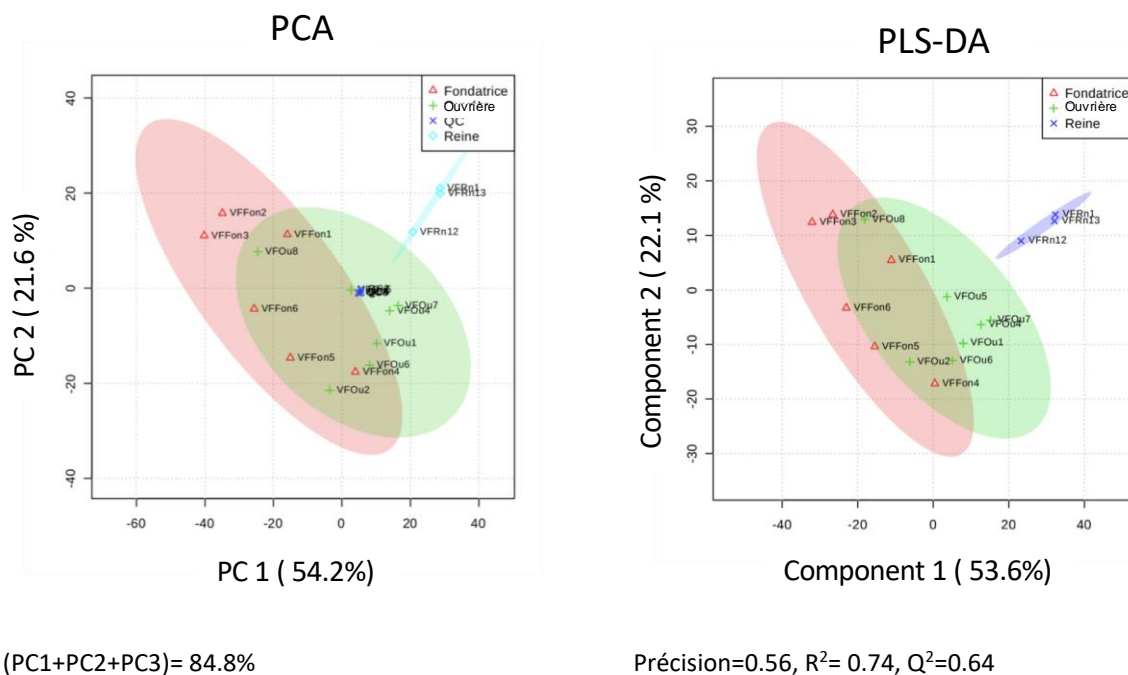 PCA
PLS-DA
Fondatrice
Ouvrière
QC
Reine
40
20
0
-20
-40
PC 2 ( 21.6 %)
VFRn1
VFRn13
VFRn12
VFFon2
VFFon3
VFFon1
VFOu8
VFOu7
VFOu4
VFFon6
VFOu1
VFFon5
VFOu6
VFFon4
VFOu2
-60
-40
-20
0
20
40
PC 1 ( 54.2%)
(PC1+PC2+PC3)= 84.8%
Fondatrice
Ouvrière
Reine
30
20
10
0
-10
-20
-30
Component 2 ( 22.1 %)
VFFon2
VFOu8
VFFon3
VFRn1
VFRn13
VFRn12
VFFon1
VFOu5
VFFon6
VFOu7
VFOu4
VFFon5
VFOu1
VFOu2
VFOu6
VFFon4
-40
-20
0
20
40
Component 1 ( 53.6%)
Précision=0.56, R²= 0.74, Q²=0.64